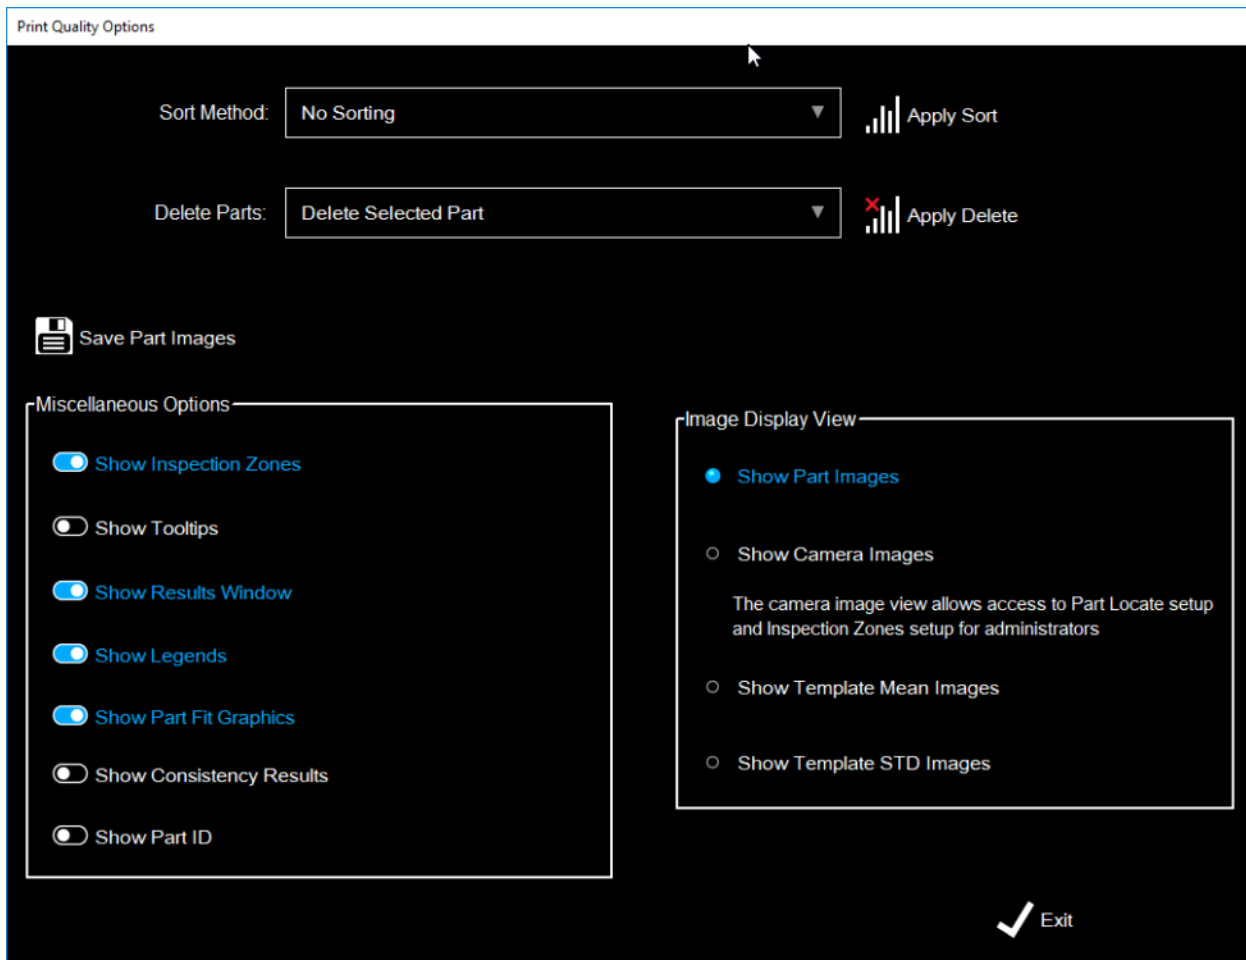 Print Quality Options
Sort Method:
No Sorting
Apply Sort
Delete Parts:
Delete Selected Part
Apply Delete
Save Part Images
Miscellaneous Options
Show Inspection Zones
Show Tooltips
Show Results Window
Show Legends
Show Part Fit Graphics
Show Consistency Results
Show Part ID
Image Display View
Show Part Images
Show Camera Images
The camera image view allows access to Part Locate setup
and Inspection Zones setup for administrators
Show Template Mean Images
Show Template STD Images
Exit